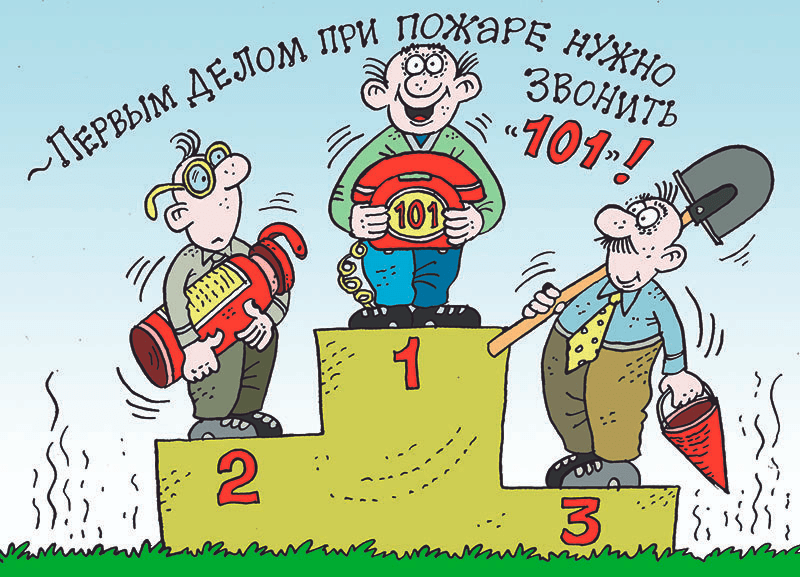 ~Первым делом при пожаре нужно
звонить
"101"!
101
1
2
3